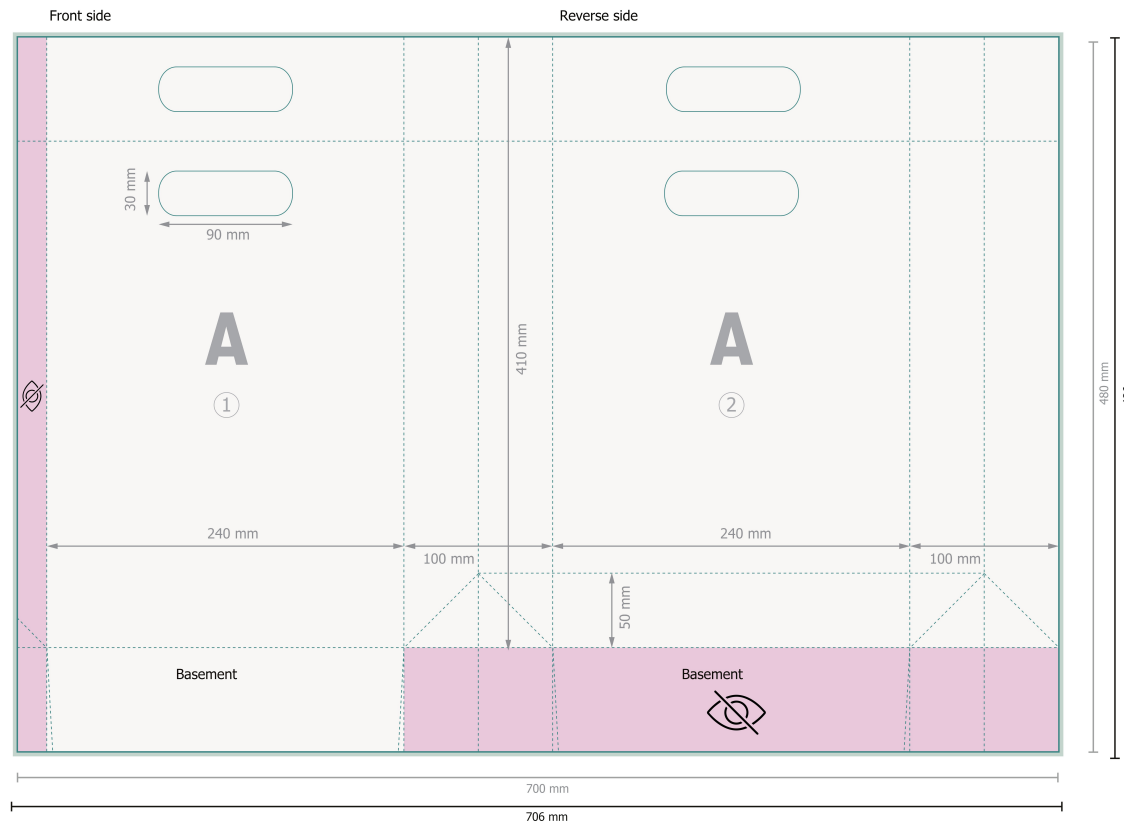 Front side
Reverse side
30 mm
90 mm
A
1
A
2
410 mm
480 mm
240 mm
100 mm
240 mm
100 mm
50 mm
Basement
Basement
700 mm
706 mm